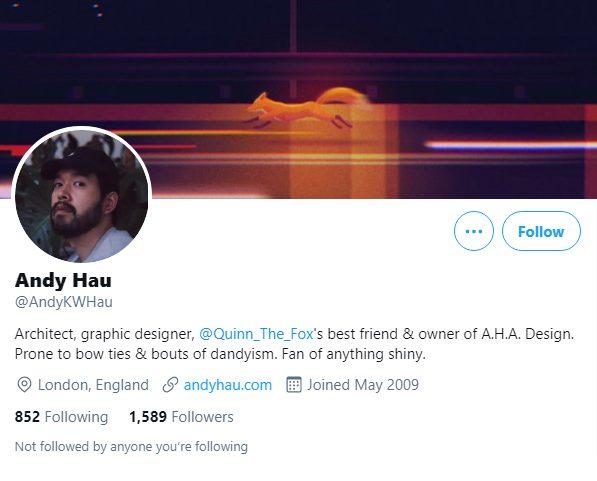 Follow
Andy Hau
@AndyKWHau
Architect, graphic designer, @Quinn_The_Fox's best friend & owner of A.H.A. Design.
Prone to bow ties & bouts of dandyism. Fan of anything shiny.
London, England andyhau.com Joined May 2009
852 Following 1,589 Followers
Not followed by anyone you’re following